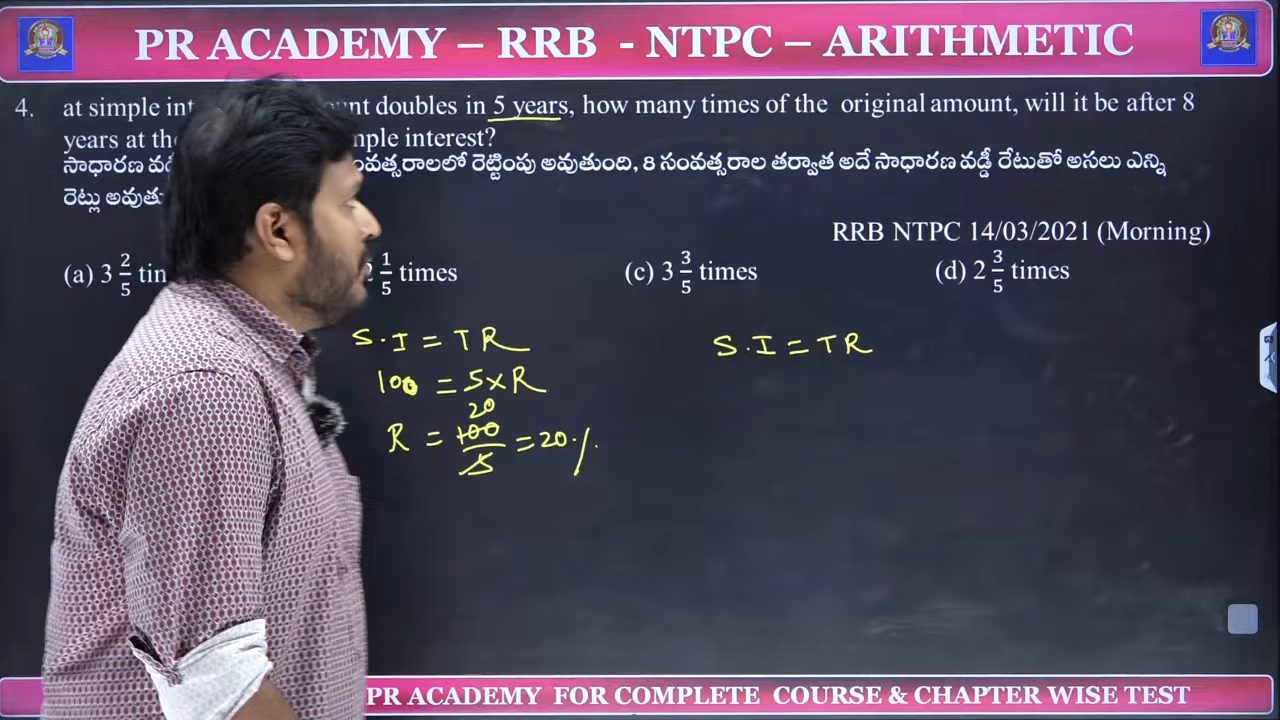 PR ACADEMY – RRB - NTPC – ARITHMETIC
4. at simple int unt doubles in 5 years, how many times of the original amount, will it be after 8
years at the mple interest?
సాధారణ వడ్ సంవత్సరాలలో రెట్టింపు అవుతుంది, 8 సంవత్సరాల తర్వాత అదే సాధారణ వడ్డీ రేటుతో అసలు ఎన్ని
రెట్లు అవుతు
RRB NTPC 14/03/2021 (Morning)
(a) 3 2/5 tin 2 1/5 times (c) 3 3/5 times (d) 2 3/5 times
S.I = TR S.I = TR
100 = 5×R
R = 100/5 = 20%
20
PR ACADEMY FOR COMPLETE COURSE & CHAPTER WISE TEST